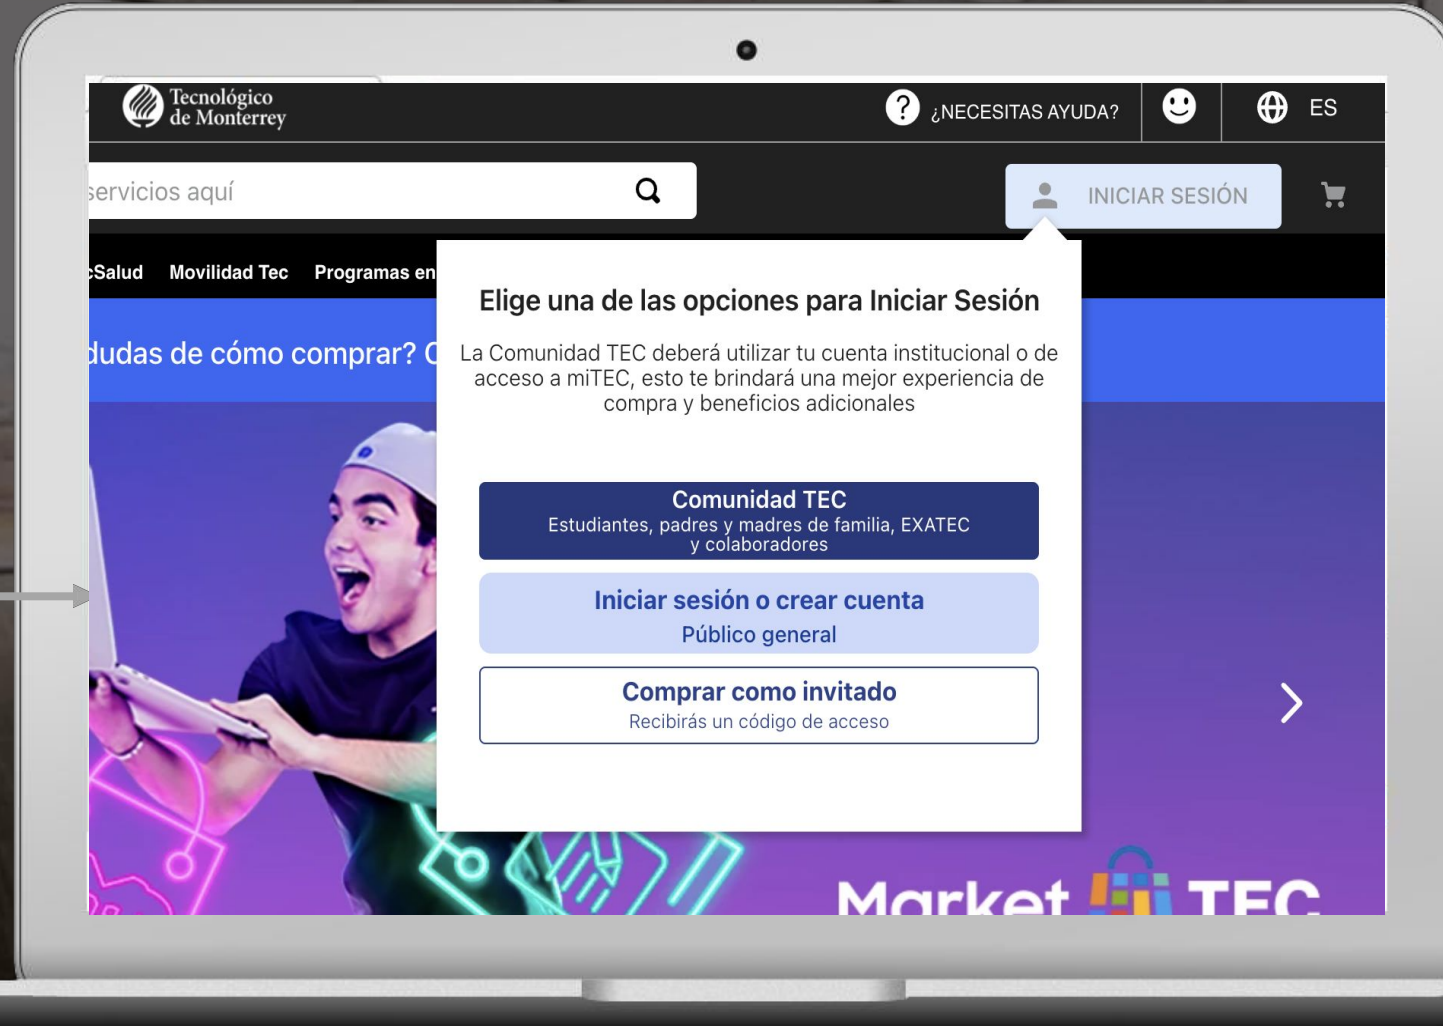 Tecnológico
de Monterrey
? ¿NECESITAS AYUDA?
ES
servicios aquí
INICIAR SESIÓN
Salud Movilidad Tec Programas en
dudas de cómo comprar?
Elige una de las opciones para Iniciar Sesión
La Comunidad TEC deberá utilizar tu cuenta institucional o de
acceso a miTEC, esto te brindará una mejor experiencia de
compra y beneficios adicionales
Comunidad TEC
Estudiantes, padres y madres de familia, EXATEC
y colaboradores
Iniciar sesión o crear cuenta
Público general
Comprar como invitado
Recibirás un código de acceso
Market TEC